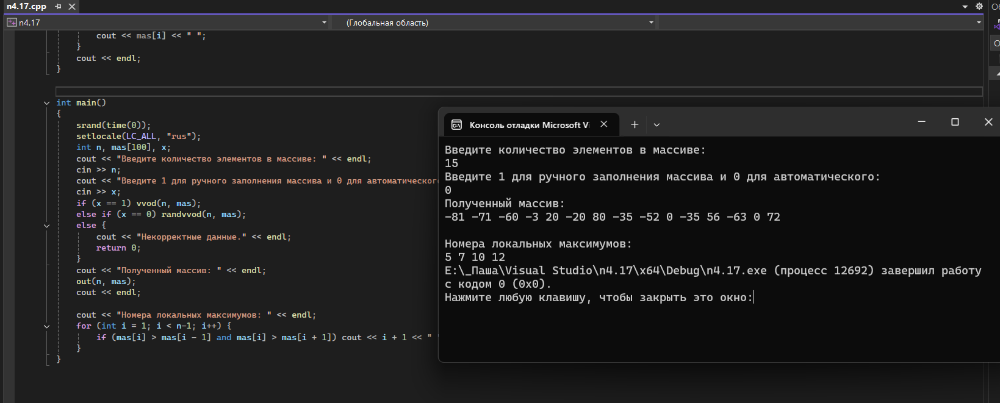 n4.17.cpp
n4.17
(Глобальная область)
cout << mas[i] << " ";
}
cout << endl;
}
int main()
{
srand(time(0));
setlocale(LC_ALL, "rus");
int n, mas[100], x;
cout << "Введите количество элементов в массиве: " << endl;
cin >> n;
cout << "Введите 1 для ручного заполнения массива и 0 для автоматического
cin >> x;
if (x == 1) vvod(n, mas);
else if (x == 0) randvvod(n, mas);
else {
cout << "Некорректные данные." << endl;
return 0;
}
cout << "Полученный массив: " << endl;
out(n, mas);
cout << endl;
cout << "Номера локальных максимумов: " << endl;
for (int i = 1; i < n-1; i++) {
if (mas[i] > mas[i - 1] and mas[i] > mas[i + 1]) cout << i + 1 << "
}
}
Консоль отладки Microsoft Vi
Введите количество элементов в массиве:
15
Введите 1 для ручного заполнения массива и 0 для автоматического:
0
Полученный массив:
-81 -71 -60 -3 20 -20 80 -35 -52 0 -35 56 -63 0 72
Номера локальных максимумов:
5 7 10 12
E:\_Паша\Visual Studio\n4.17\x64\Debug\n4.17.exe (процесс 12692) завершил работу
с кодом 0 (0x0).
Нажмите любую клавишу, чтобы закрыть это окно: